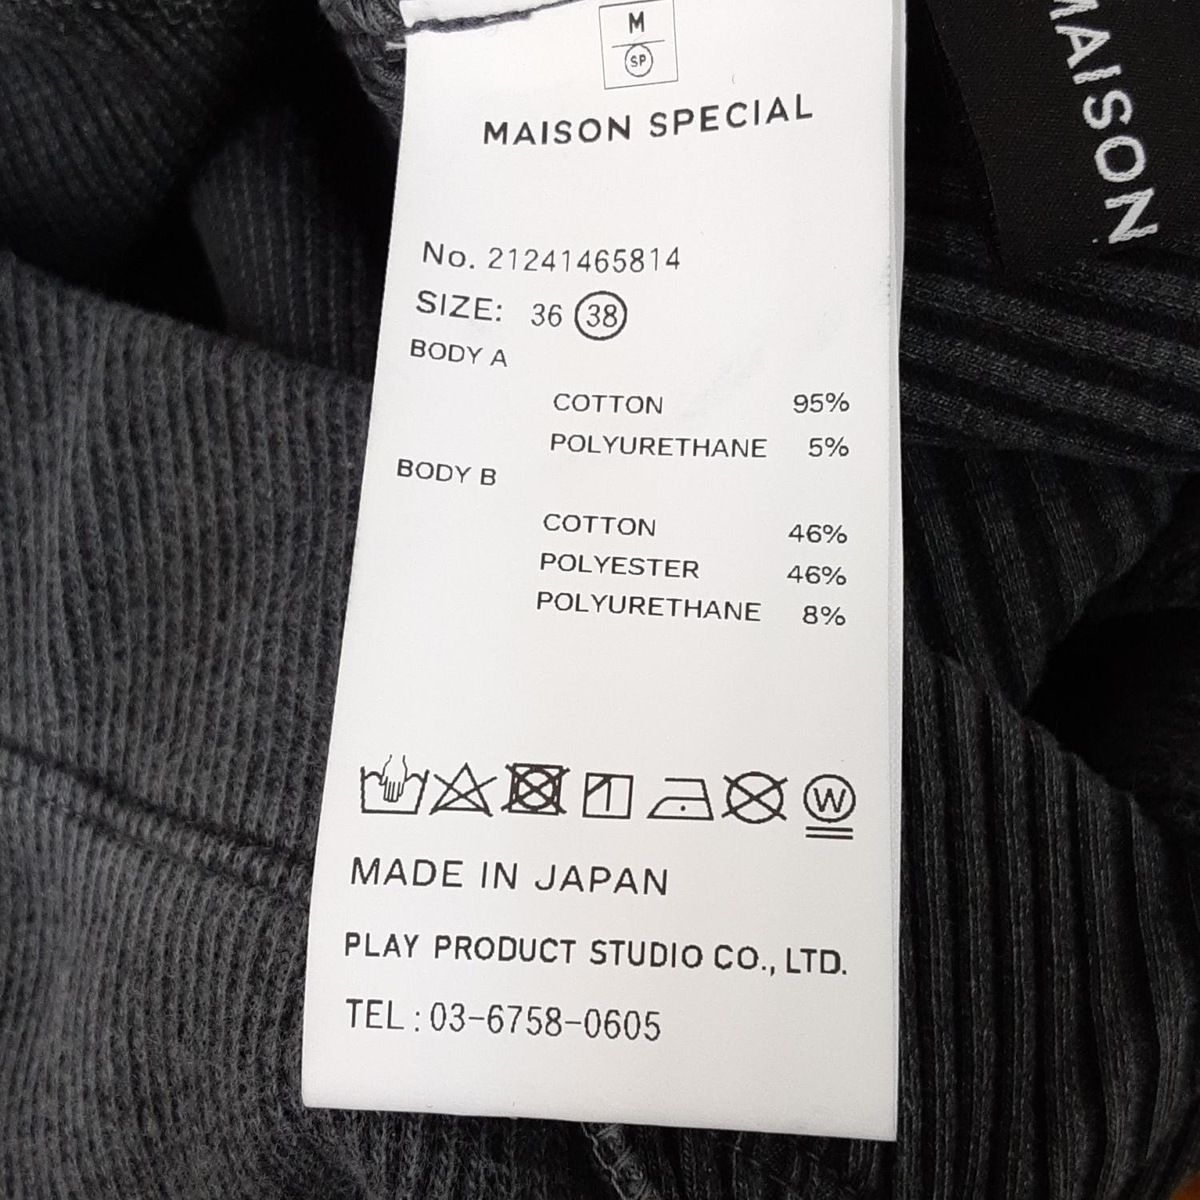 M
SP
MAISON SPECIAL
No. 21241465814
SIZE: 36 38
BODY A
COTTON 95%
POLYURETHANE 5%
BODY B
COTTON 46%
POLYESTER 46%
POLYURETHANE 8%
W
MADE IN JAPAN
PLAY PRODUCT STUDIO CO., LTD.
TEL : 03-6758-0605
MAISON